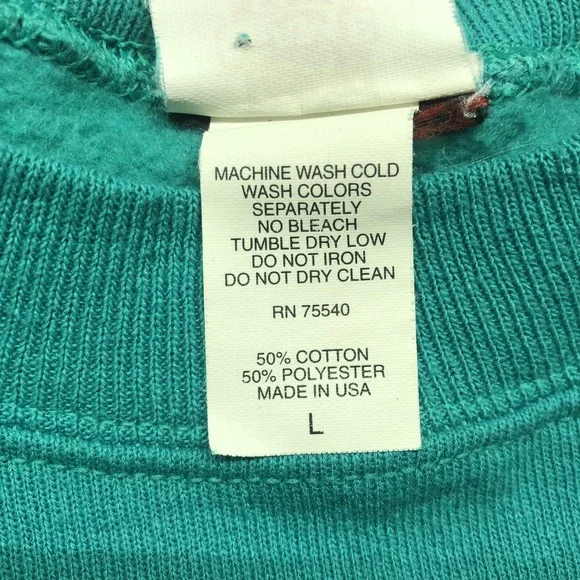 MACHINE WASH COLD
WASH COLORS
SEPARATELY
NO BLEACH
TUMBLE DRY LOW
DO NOT IRON
DO NOT DRY CLEAN
RN 75540
50% COTTON
50% POLYESTER
MADE IN USA
L